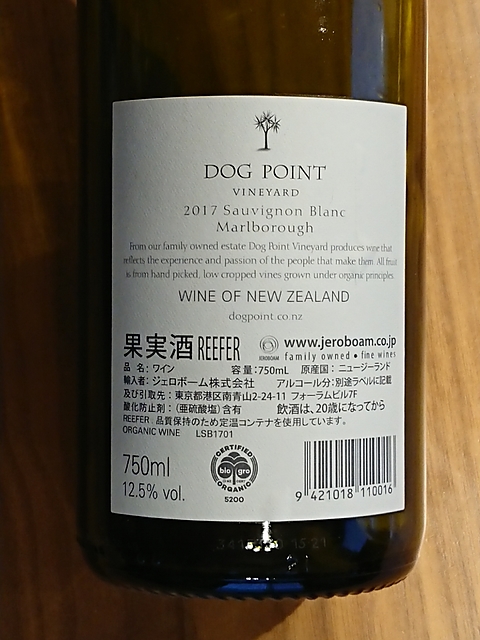 DOG POINT
VINEYARD
2017 Sauvignon Blanc
Marlborough
From our family owned estate Dog Point Vineyard produces wine that
reflects the experience and passion of the people that make them. All fruit
is from hand picked, low cropped vines grown under organic principles.
WINE OF NEW ZEALAND
dogpoint.co.nz
果実酒 REEFER JEROBOAM www.jeroboam.co.jp
family owned • fine wines
品名:ワイン 容量:750mL 原産国:ニュージーランド
輸入者:ジェロボーム株式会社 アルコール分:別途ラベルに記載
及び引取先:東京都港区南青山2-24-11 フォーラムビル7F
酸化防止剤:(亜硫酸塩)含有 飲酒は、20歳になってから
REEFER 品質保持のため定温コンテナを使用しています。
ORGANIC WINE LSB1701
750ml
12.5% vol.
CERTIFIED
bio gro
ORGANIC
5200
9 421018 110016